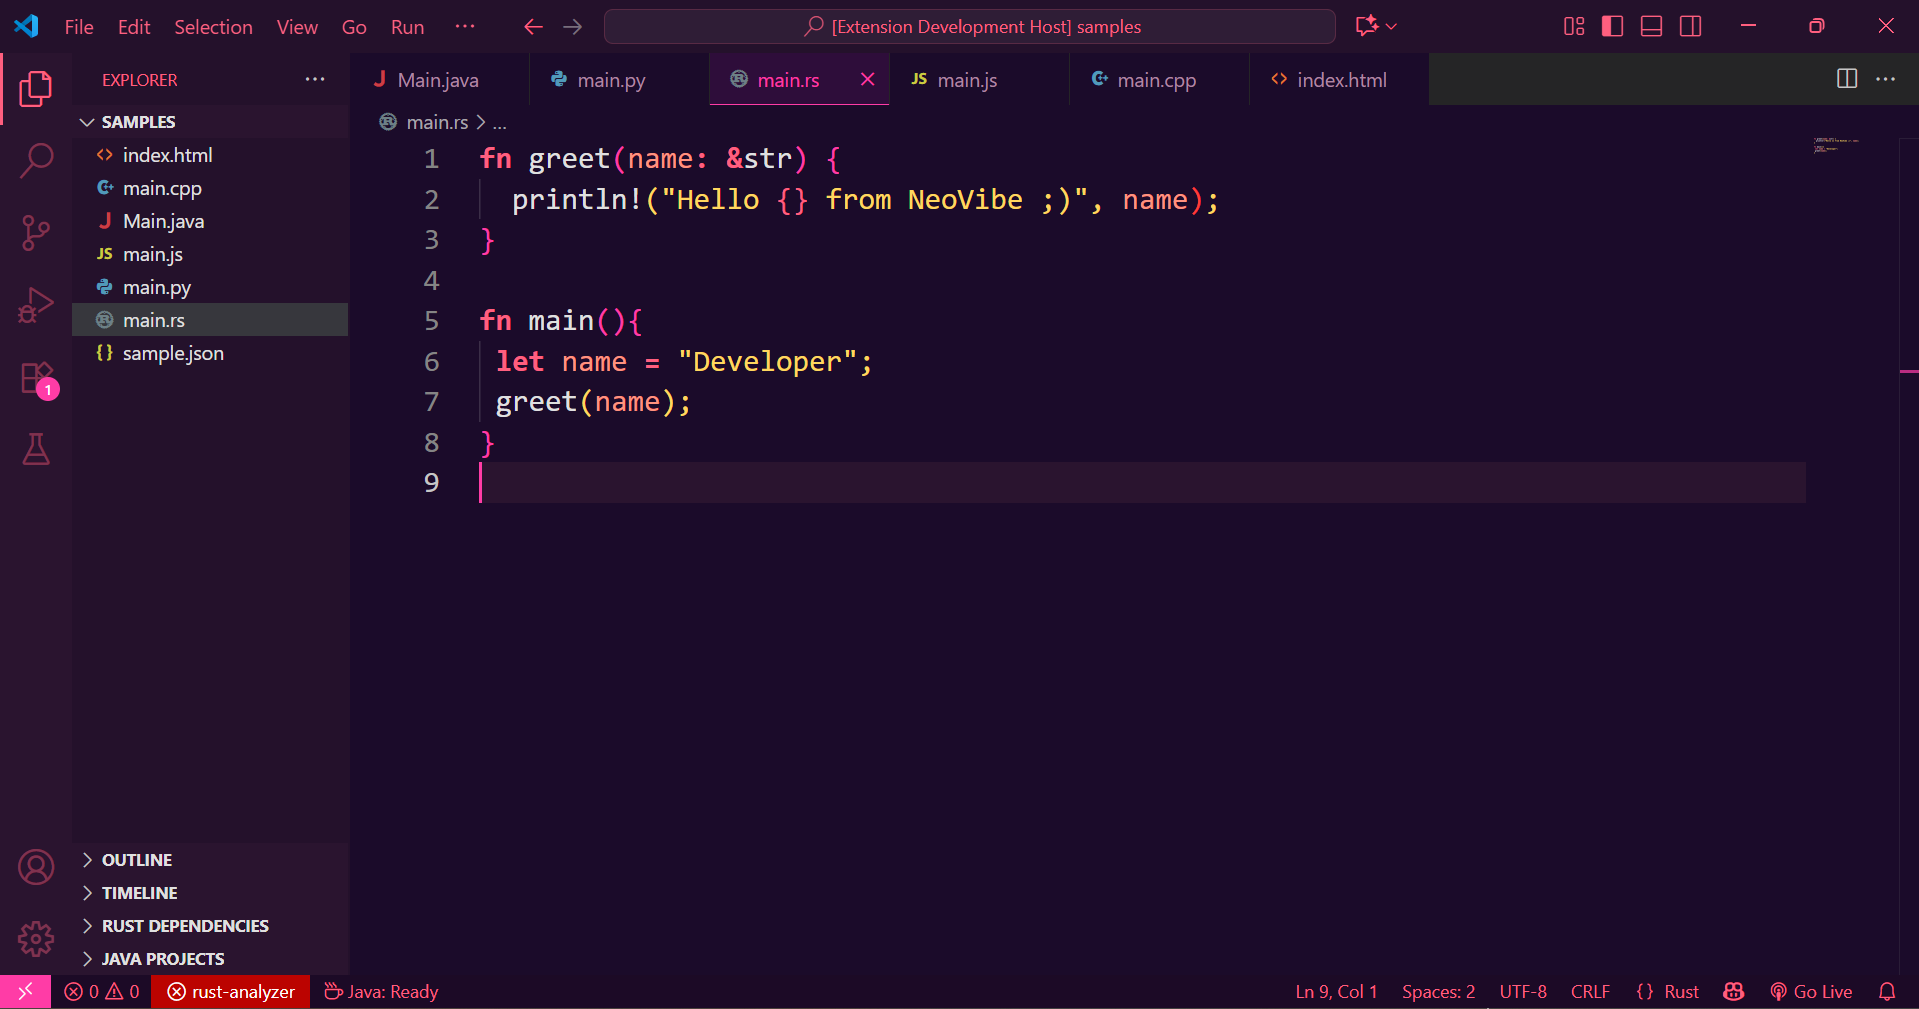 File Edit Selection View Go Run ··· [Extension Development Host] samples
EXPLORER ···
SAMPLES
index.html
main.cpp
J Main.java
JS main.js
main.py
main.rs
{} sample.json
OUTLINE
TIMELINE
RUST DEPENDENCIES
JAVA PROJECTS
1
J Main.java main.py main.rs JS main.js main.cpp index.html
main.rs > ...
1 fn greet(name: &str) {
2 println!("Hello {} from NeoVibe ;)", name);
3 }
4
5 fn main(){
6 let name = "Developer";
7 greet(name);
8 }
9
0 0 rust-analyzer Java: Ready Ln 9, Col 1 Spaces: 2 UTF-8 CRLF {} Rust Go Live